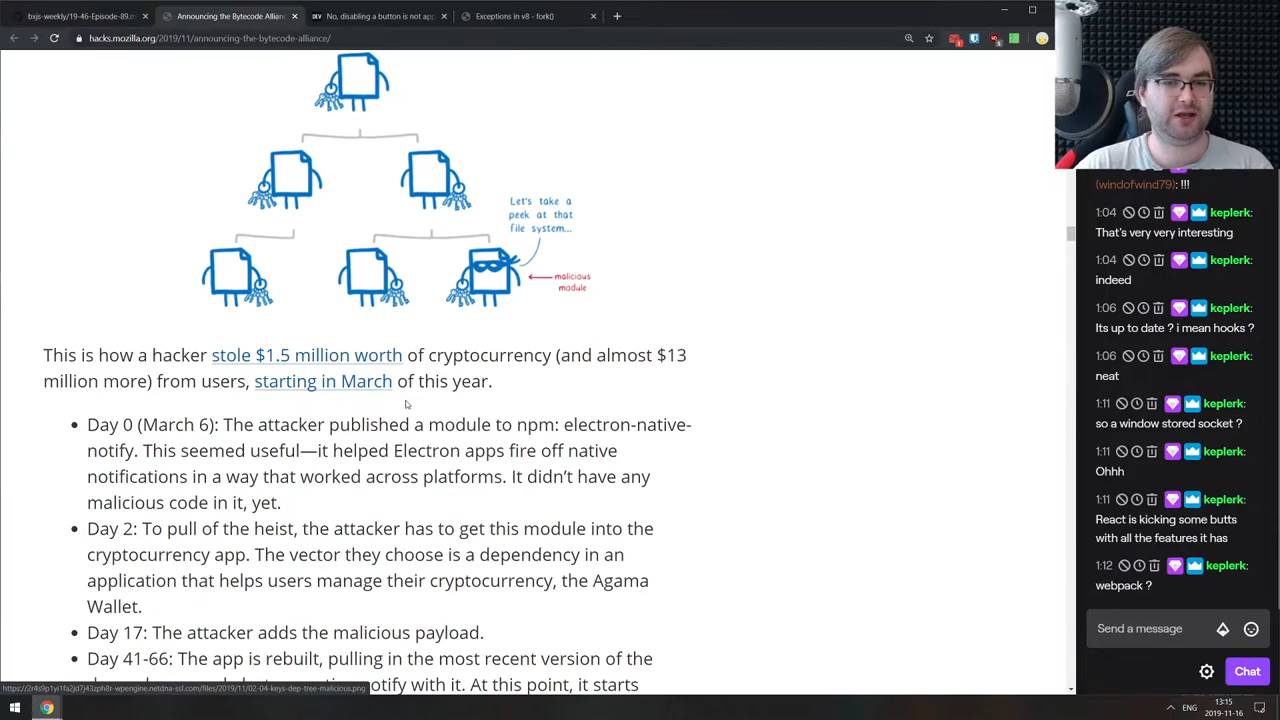 bxjs-weekly/19-46-Episode-89.m
Announcing the Bytecode Allian
DEV No, disabling a button is not app
Exceptions in v8 - fork()
hacks.mozilla.org/2019/11/announcing-the-bytecode-alliance/
Let's take a
peek at that
file system...
malicious
module
This is how a hacker stole $1.5 million worth of cryptocurrency (and almost $13
million more) from users, starting in March of this year.
Day 0 (March 6): The attacker published a module to npm: electron-native-
notify. This seemed useful—it helped Electron apps fire off native
notifications in a way that worked across platforms. It didn't have any
malicious code in it, yet.
Day 2: To pull of the heist, the attacker has to get this module into the
cryptocurrency app. The vector they choose is a dependency in an
application that helps users manage their cryptocurrency, the Agama
Wallet.
Day 17: The attacker adds the malicious payload.
Day 41-66: The app is rebuilt, pulling in the most recent version of the
notify with it. At this point, it starts
(windofwind79): !!!
1:04 keplerk:
That's very very interesting
1:04 keplerk:
indeed
1:06 keplerk:
Its up to date ? i mean hooks ?
1:06 keplerk:
neat
1:11 keplerk:
so a window stored socket ?
1:11 keplerk:
Ohhh
1:11 keplerk:
React is kicking some butts
with all the features it has
1:12 keplerk:
webpack ?
Send a message
Chat
ENG
13:15
2019-11-16